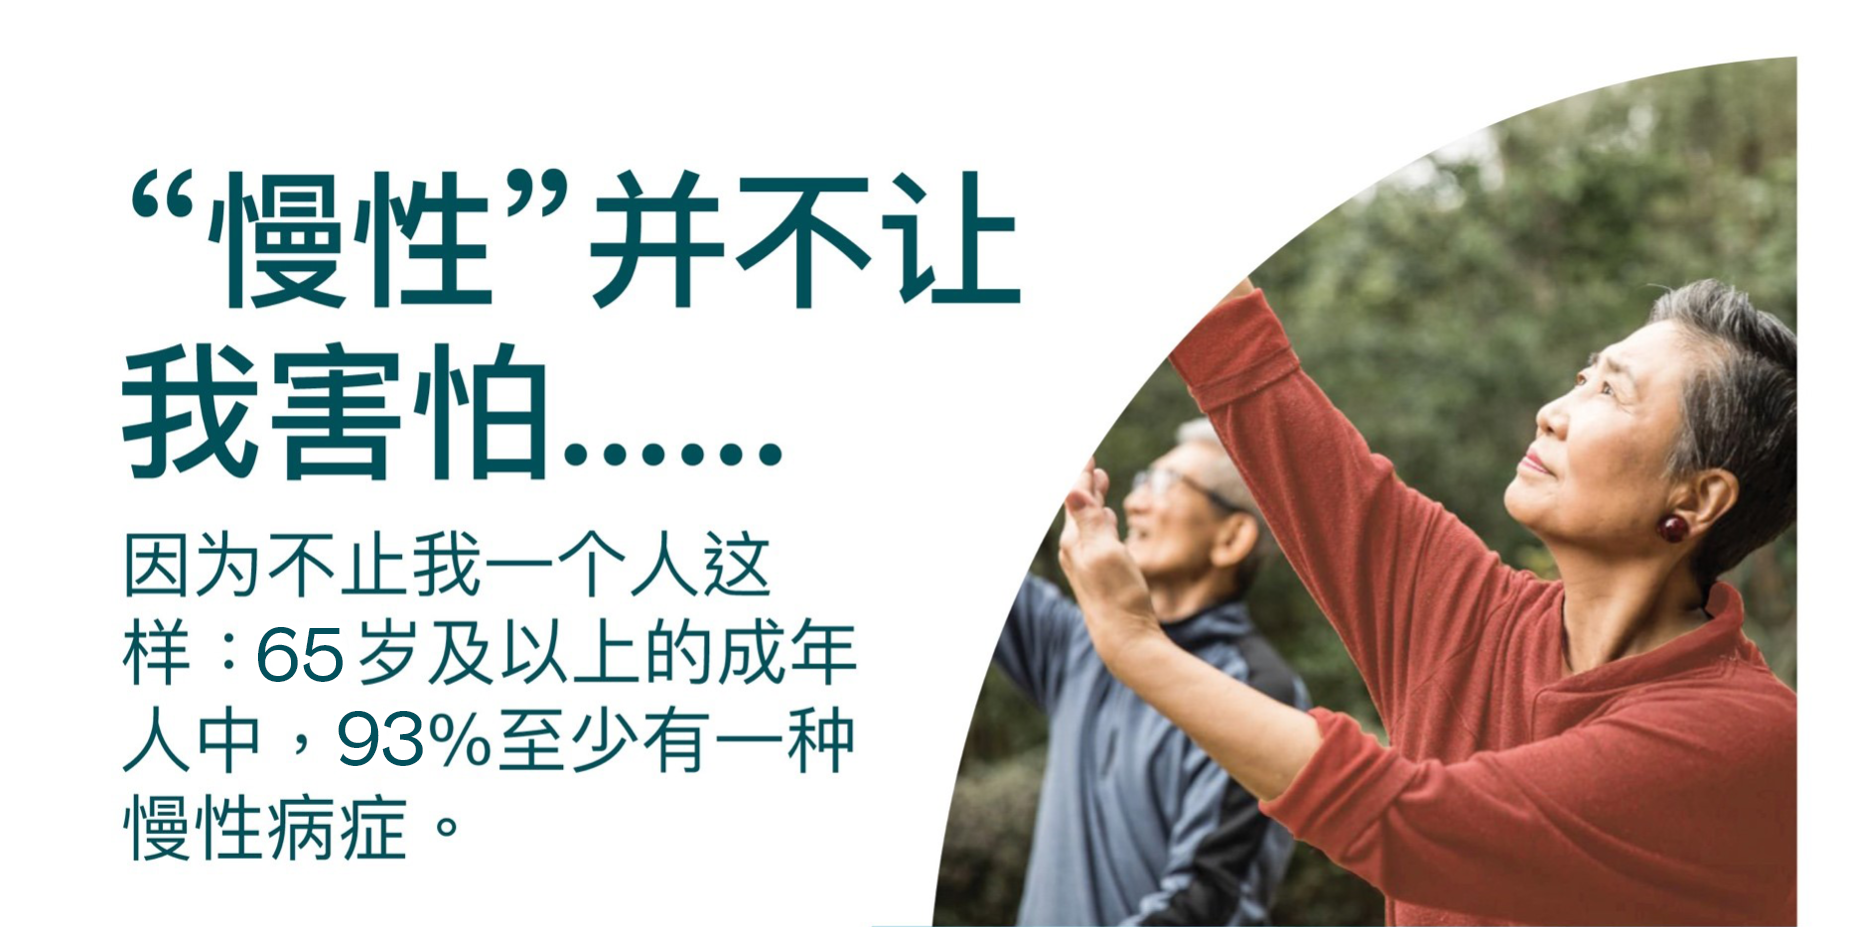 “慢性”并不让
我害怕......
因为不止我一个人这
样：65岁及以上的成年
人中，93%至少有一种
慢性病症。